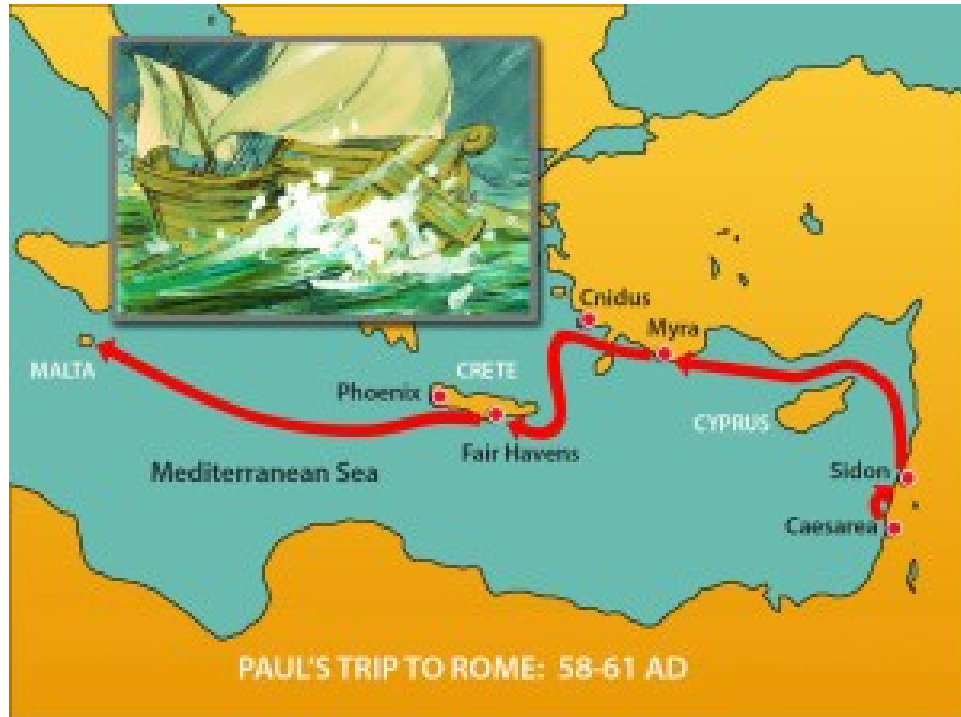 Cnidus
Myra
MALTA
CRETE
Phoenix
CYPRUS
Fair Havens
Mediterranean Sea
Sidon
Caesarea
PAUL'S TRIP TO ROME: 58-61 AD